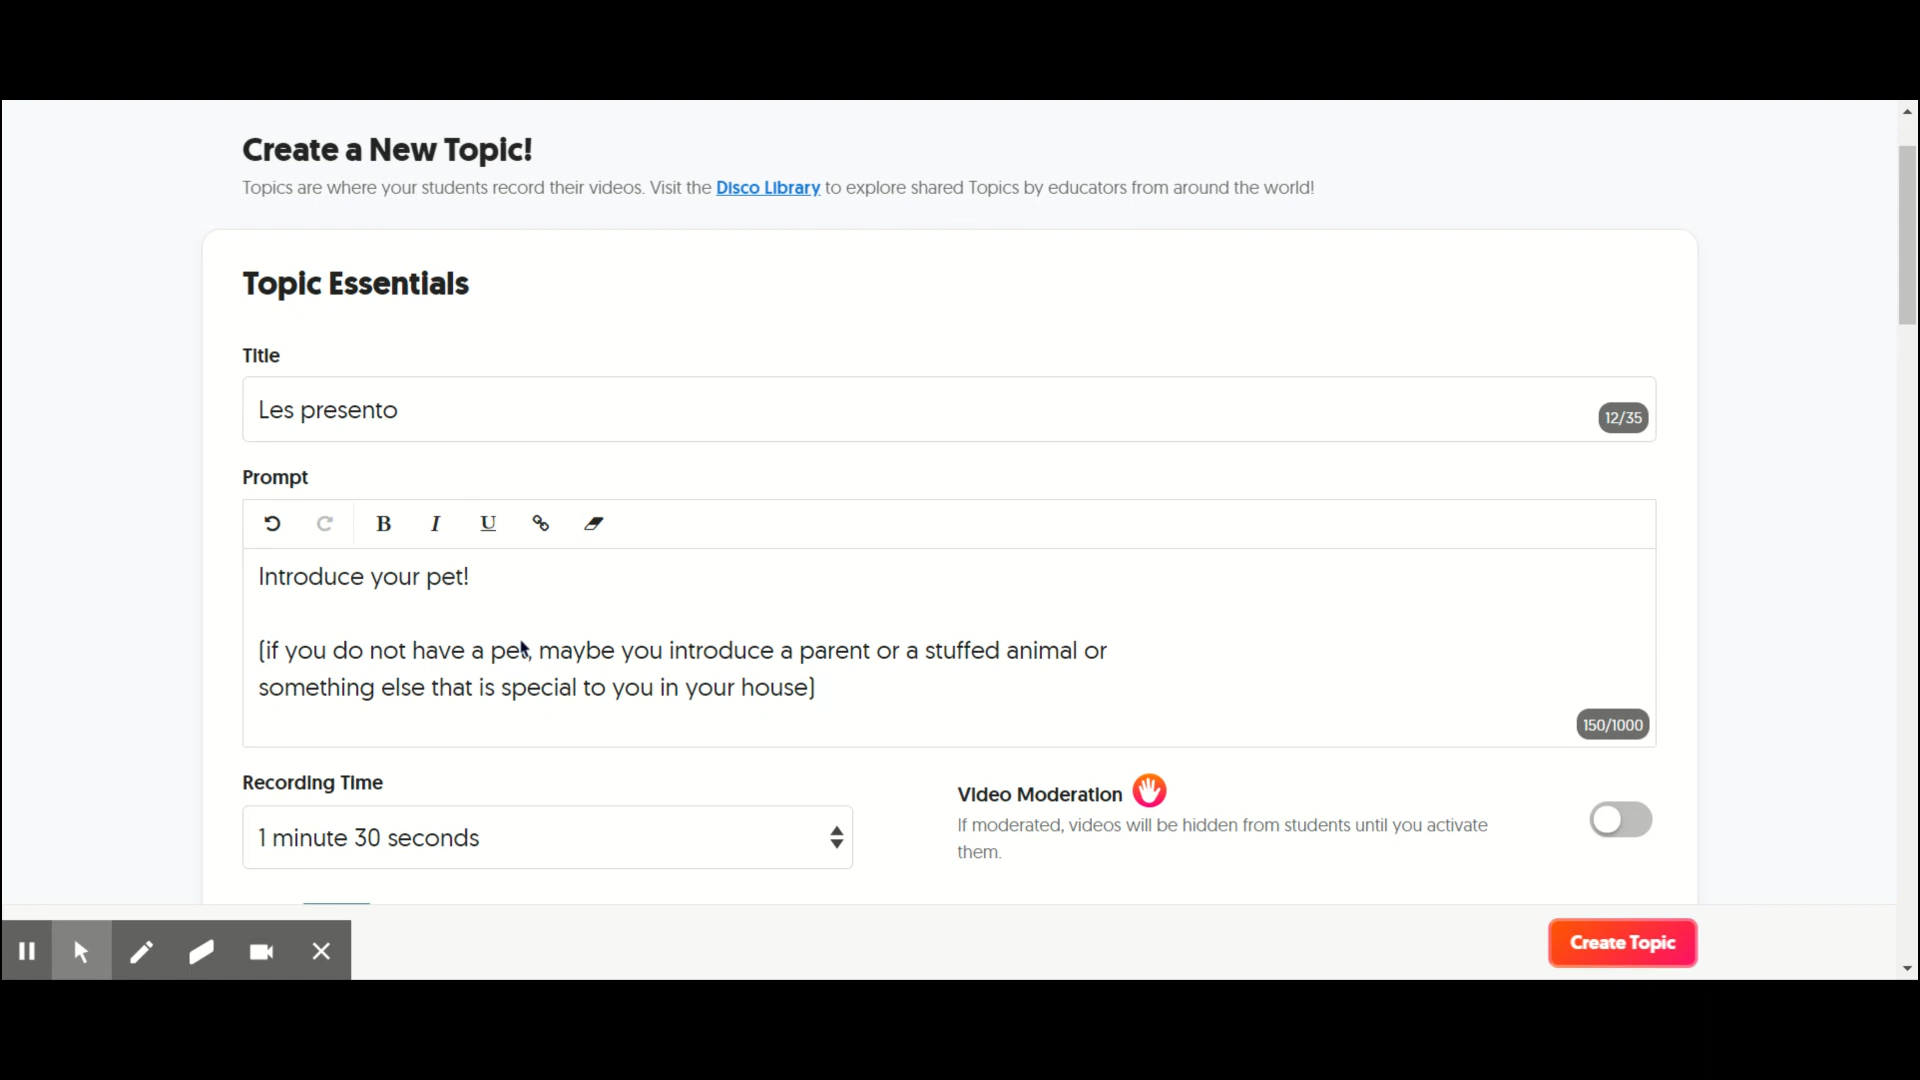 Create a New Topic!
Topics are where your students record their videos. Visit the Disco Library to explore shared Topics by educators from around the world!
Topic Essentials
Title
Les presento
12/35
Prompt
B I U
Introduce your pet!
(if you do not have a pet, maybe you introduce a parent or a stuffed animal or
something else that is special to you in your house)
150/1000
Recording Time
1 minute 30 seconds
Video Moderation
If moderated, videos will be hidden from students until you activate
them.
Create Topic